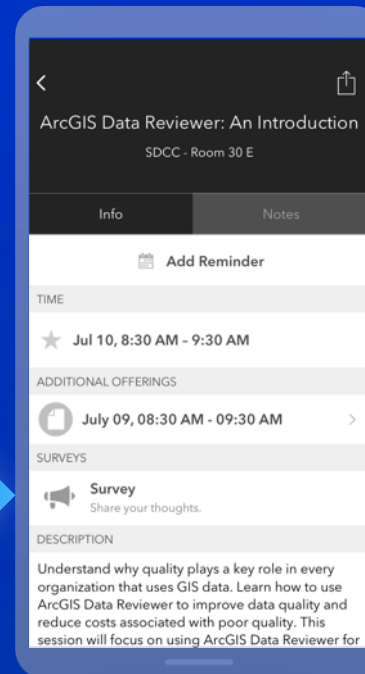 ArcGIS Data Reviewer: An Introduction
SDCC - Room 30 E
Info Notes
Add Reminder
TIME
Jul 10, 8:30 AM – 9:30 AM
ADDITIONAL OFFERINGS
July 09, 08:30 AM - 09:30 AM
SURVEYS
Survey
Share your thoughts.
DESCRIPTION
Understand why quality plays a key role in every
organization that uses GIS data. Learn how to use
ArcGIS Data Reviewer to improve data quality and
reduce costs associated with poor quality. This
session will focus on using ArcGIS Data Reviewer for